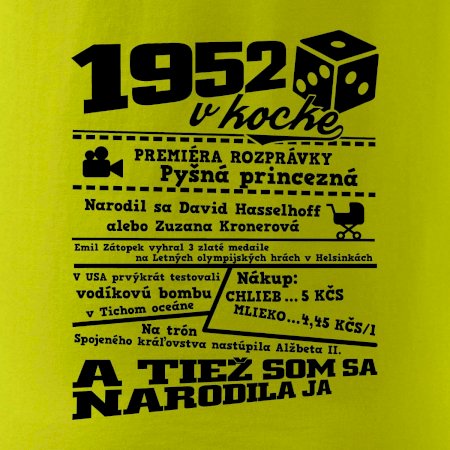 1952
v kocke
PREMIÉRA ROZPRÁVKY
Pyšná princezná
Narodil sa David Hasselhoff
alebo Zuzana Kronerová
Emil Zátopek vyhral 3 zlaté medaile
na Letných olympijských hrách v Helsinkách
V USA prvýkrát testovali
vodíkovú bombu
v Tichom oceáne
Nákup:
CHLIEB...5 KČS
MLIEKO...4,45 KČS/l
Na trón
Spojeného kráľovstva nastúpila Alžbeta II.
A TIEŽ SOM SA
NARODILA JA